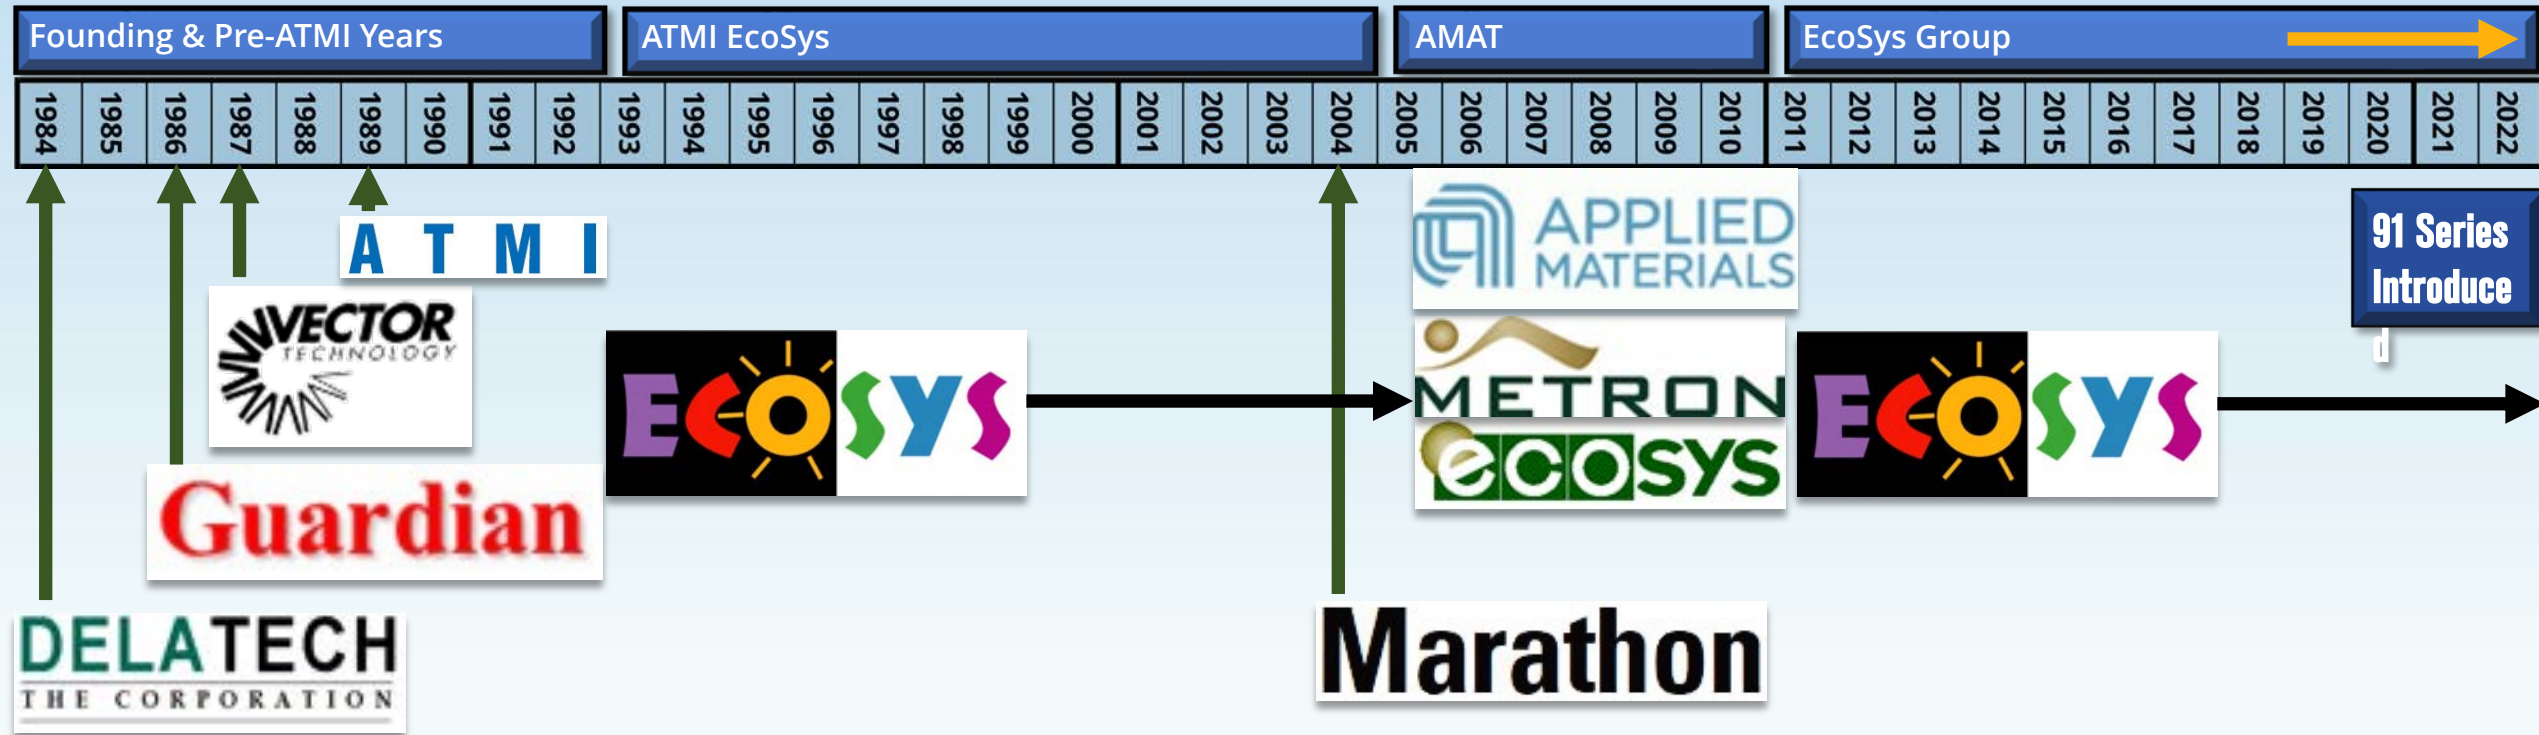 Founding & Pre-ATMI Years
ATMI EcoSys
AMAT
EcoSys Group
1984
1985
1986
1987
1988
1989
1990
1991
1992
1993
1994
1995
1996
1997
1998
1999
2000
2001
2002
2003
2004
2005
2006
2007
2008
2009
2010
2011
2012
2013
2014
2015
2016
2017
2018
2019
2020
2021
2022
ATMI
VECTOR
TECHNOLOGY
Guardian
DELATECH
THE CORPORATION
ECOSYS
APPLIED
MATERIALS
METRON
ecosys
Marathon
ECOSYS
91 Series
Introduce
d